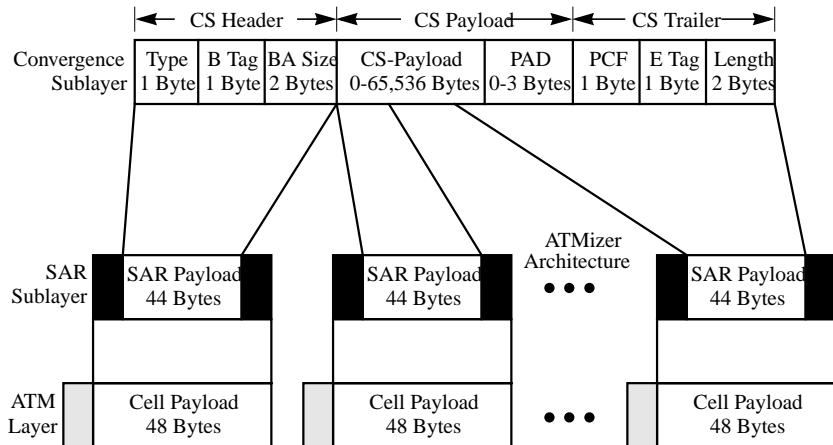 CS Header CS Payload CS Trailer
Convergence Sublayer
Type 1 Byte
B Tag 1 Byte
BA Size 2 Bytes
CS-Payload 0-65,536 Bytes
PAD 0-3 Bytes
PCF 1 Byte
E Tag 1 Byte
Length 2 Bytes
SAR Sublayer
SAR Payload 44 Bytes
SAR Payload 44 Bytes
ATMizer Architecture
SAR Payload 44 Bytes
ATM Layer
Cell Payload 48 Bytes
Cell Payload 48 Bytes
Cell Payload 48 Bytes